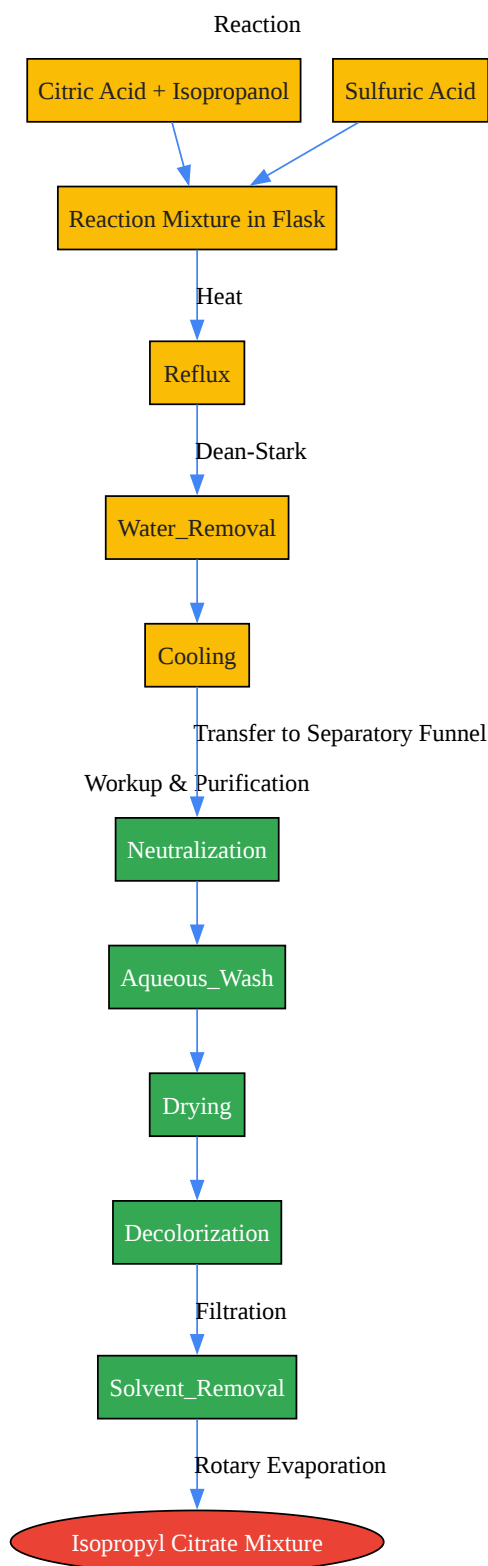 Reaction
Citric Acid + Isopropanol
Sulfuric Acid
Reaction Mixture in Flask
Heat
Reflux
Dean-Stark
Water_Removal
Cooling
Transfer to Separatory Funnel
Workup & Purification
Neutralization
Aqueous_Wash
Drying
Decolorization
Filtration
Solvent_Removal
Rotary Evaporation
Isopropyl Citrate Mixture